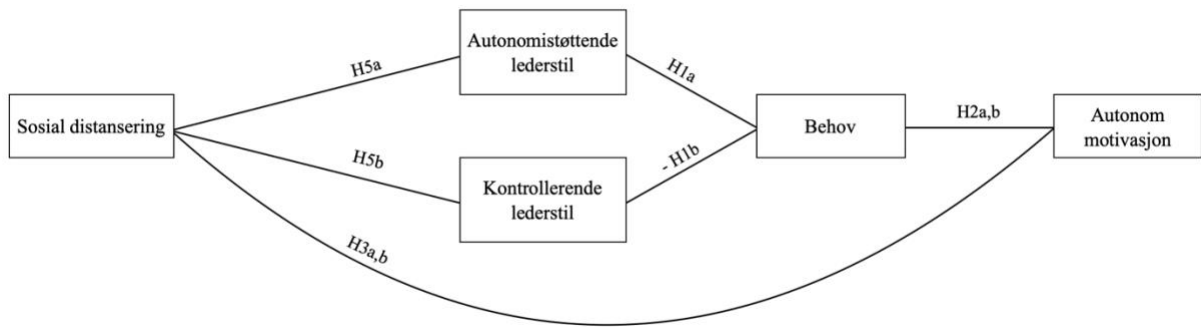 Autonomistøttende
lederstil
H5a
H1a
Sosial distansering
Behov
H2a,b
Autonom
motivasjon
H5b
- H1b
Kontrollerende
lederstil
H3a,b